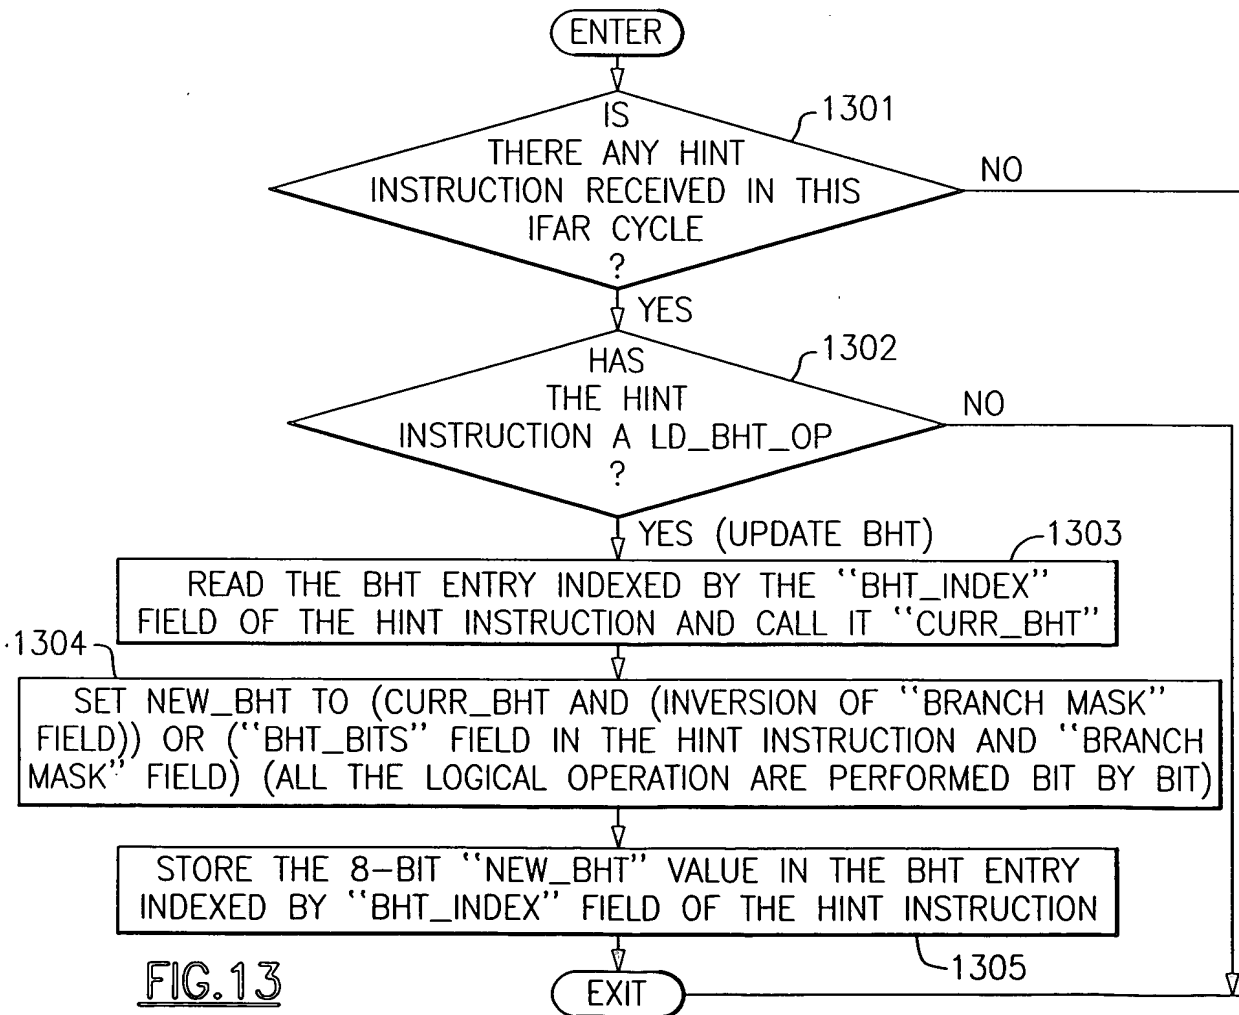 ENTER
1301
IS
THERE ANY HINT
INSTRUCTION RECEIVED IN THIS
IFAR CYCLE
?
NO
YES
1302
HAS
THE HINT
INSTRUCTION A LD_BHT_OP
?
NO
YES (UPDATE BHT)
1303
READ THE BHT ENTRY INDEXED BY THE ‘‘BHT_INDEX’’
FIELD OF THE HINT INSTRUCTION AND CALL IT ‘‘CURR_BHT’’
1304
SET NEW_BHT TO (CURR_BHT AND (INVERSION OF ‘‘BRANCH MASK’’
FIELD)) OR (‘‘BHT_BITS’’ FIELD IN THE HINT INSTRUCTION AND ‘‘BRANCH
MASK’’ FIELD) (ALL THE LOGICAL OPERATION ARE PERFORMED BIT BY BIT)
STORE THE 8-BIT ‘‘NEW_BHT’’ VALUE IN THE BHT ENTRY
INDEXED BY ‘‘BHT_INDEX’’ FIELD OF THE HINT INSTRUCTION
1305
EXIT
FIG.13